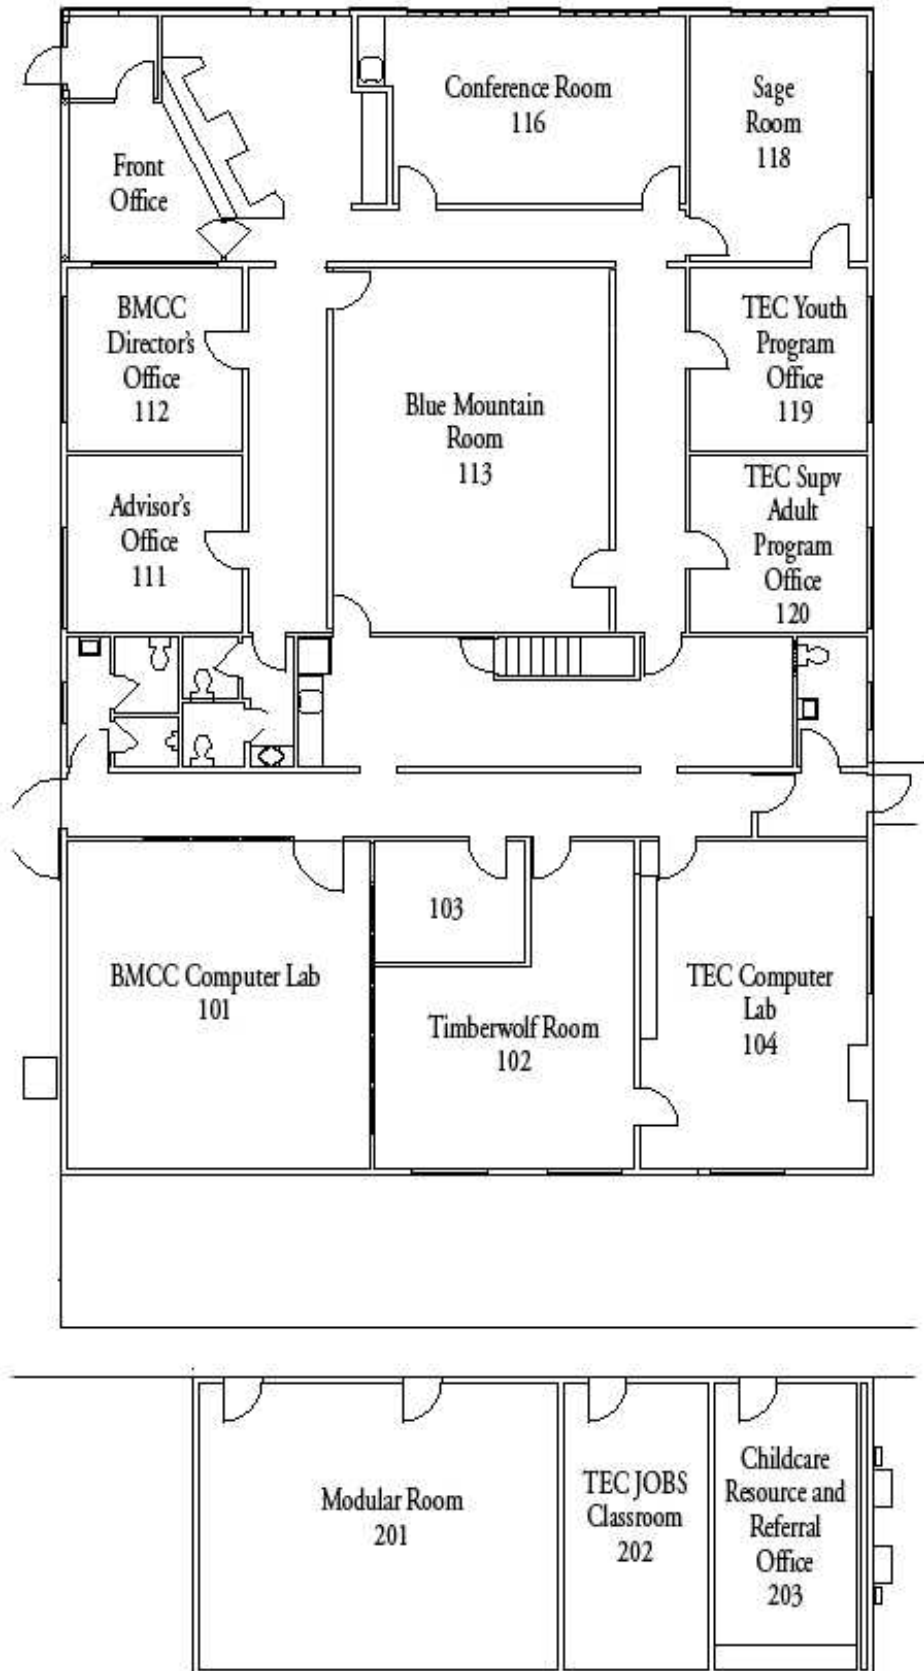 Conference Room
116
Sage
Room
118
Front
Office
BMCC
Director's
Office
112
Blue Mountain
Room
113
TEC Youth
Program
Office
119
Advisor's
Office
111
TEC Supv
Adult
Program
Office
120
BMCC Computer Lab
101
103
Timberwolf Room
102
TEC Computer
Lab
104
Modular Room
201
TEC JOBS
Classroom
202
Childcare
Resource and
Referral
Office
203